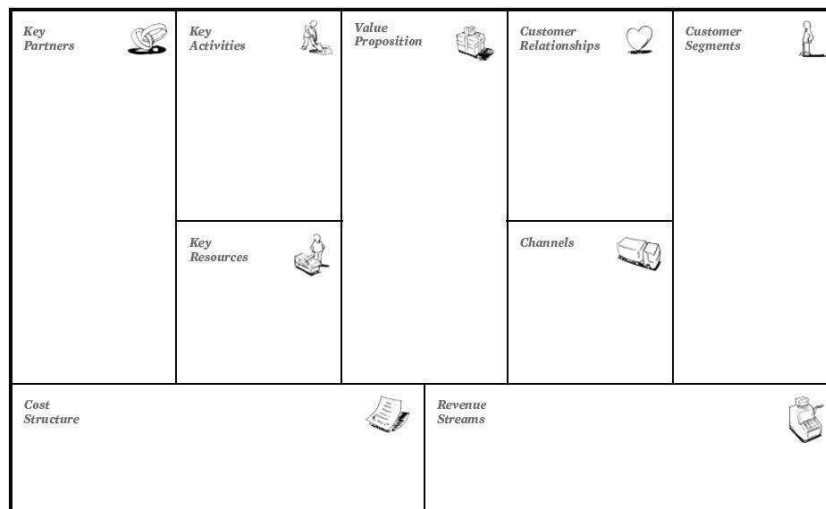 Key
Partners
Key
Activities
Value
Proposition
Customer
Relationships
Customer
Segments
Key
Resources
Channels
Cost
Structure
Revenue
Streams